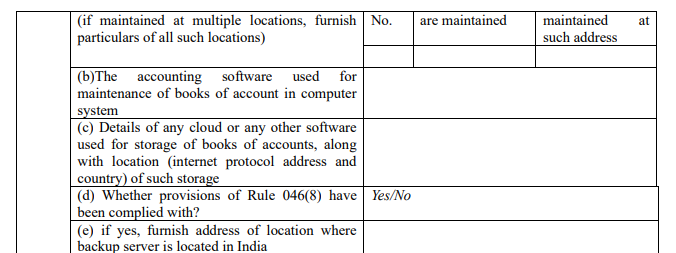 (if maintained at multiple locations, furnish
particulars of all such locations)
No.
are maintained
maintained at
such address
(b)The accounting software used for
maintenance of books of account in computer
system
(c) Details of any cloud or any other software
used for storage of books of accounts, along
with location (internet protocol address and
country) of such storage
(d) Whether provisions of Rule 046(8) have
been complied with?
Yes/No
(e) if yes, furnish address of location where
backup server is located in India